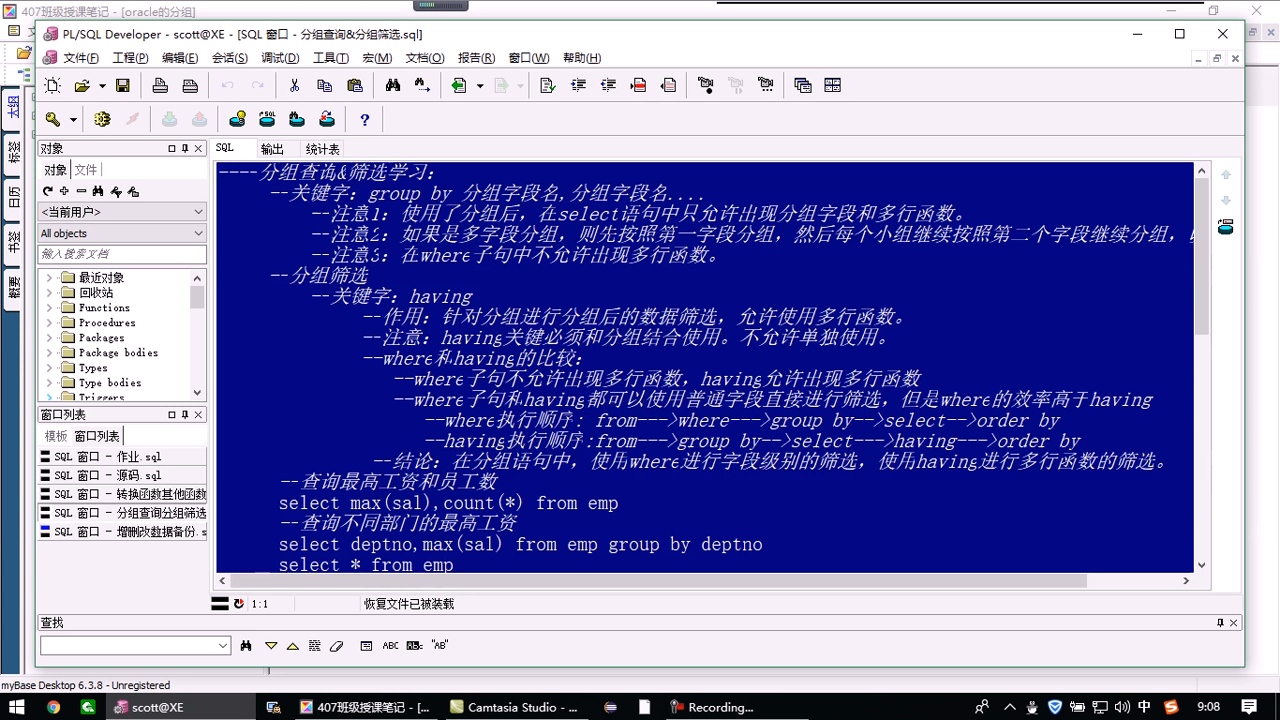 407班级授课笔记 - [oracle的分组]
PL/SQL Developer - scott@XE - [SQL 窗口 - 分组查询&分组筛选.sql]
文件(F) 工程(P) 编辑(E) 会话(S) 调试(D) 宏(M) 文档(O) 报告(R) 窗口(W) 帮助(H)
工具(T)
对象
SQL 输出 统计表
对象 文件
<当前用户>
All objects
输入搜索文档
最近对象
回收站
Functions
Procedures
Packages
Package bodies
Types
Type bodies
Triggers
窗口列表
模板 窗口列表
SQL 窗口 - 作业.sql
SQL 窗口 - 源码.sql
SQL 窗口 - 转换函数其他函数
SQL 窗口 - 分组查询分组筛选
SQL 窗口 - 增删改数据备份.s
----分组查询&筛选学习:
--关键字: group by 分组字段名,分组字段名....
--注意1: 使用了分组后, 在select语句中只允许出现分组字段和多行函数。
--注意2: 如果是多字段分组, 则先按照第一字段分组, 然后每个小组继续按照第二个字段继续分组,
--注意3: 在where子句中不允许出现多行函数。
--分组筛选
--关键字: having
--作用: 针对分组进行分组后的数据筛选, 允许使用多行函数。
--注意: having关键必须和分组结合使用。不允许单独使用。
--where和having的比较:
--where子句不允许出现多行函数, having允许出现多行函数
--where子句和having都可以使用普通字段直接进行筛选, 但是where的效率高于having
--where执行顺序: from--->where--->group by-->select-->order by
--having执行顺序:from--->group by-->select--->having--->order by
--结论: 在分组语句中, 使用where进行字段级别的筛选, 使用having进行多行函数的筛选。
--查询最高工资和员工数
select max(sal),count(*) from emp
--查询不同部门的最高工资
select deptno,max(sal) from emp group by deptno
select * from emp
1:1 恢复文件已被装载
查找
ABC "AB"
myBase Desktop 6.3.8 - Unregistered
scott@XE 407班级授课笔记 - [... Camtasia Studio - ... Recording... 中 9:08